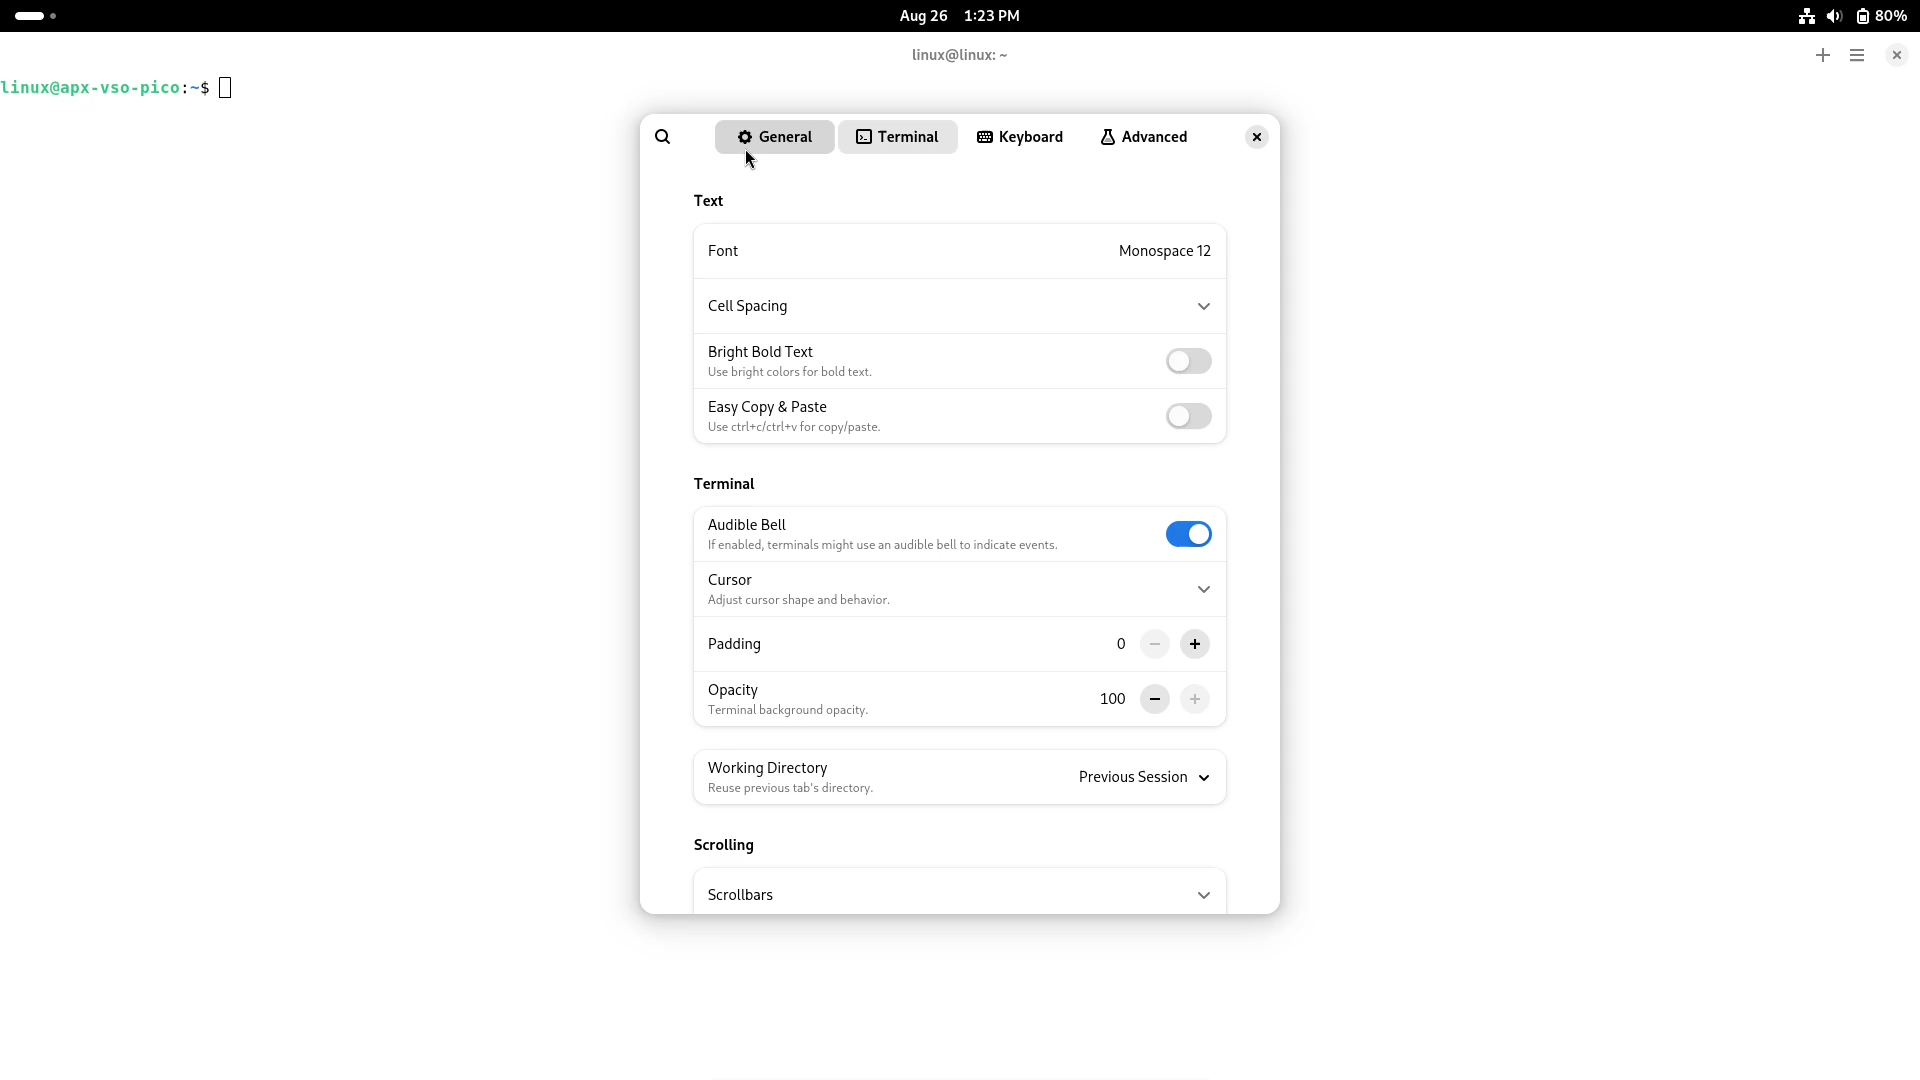 Aug 26 1:23 PM 80%
linux@linux: ~
linux@apx-vso-pico:~$
General Terminal Keyboard Advanced
Text
Font Monospace 12
Cell Spacing
Bright Bold Text
Use bright colors for bold text.
Easy Copy & Paste
Use ctrl+c/ctrl+v for copy/paste.
Terminal
Audible Bell
If enabled, terminals might use an audible bell to indicate events.
Cursor
Adjust cursor shape and behavior.
Padding 0
Opacity 100
Terminal background opacity.
Working Directory Previous Session
Reuse previous tab's directory.
Scrolling
Scrollbars